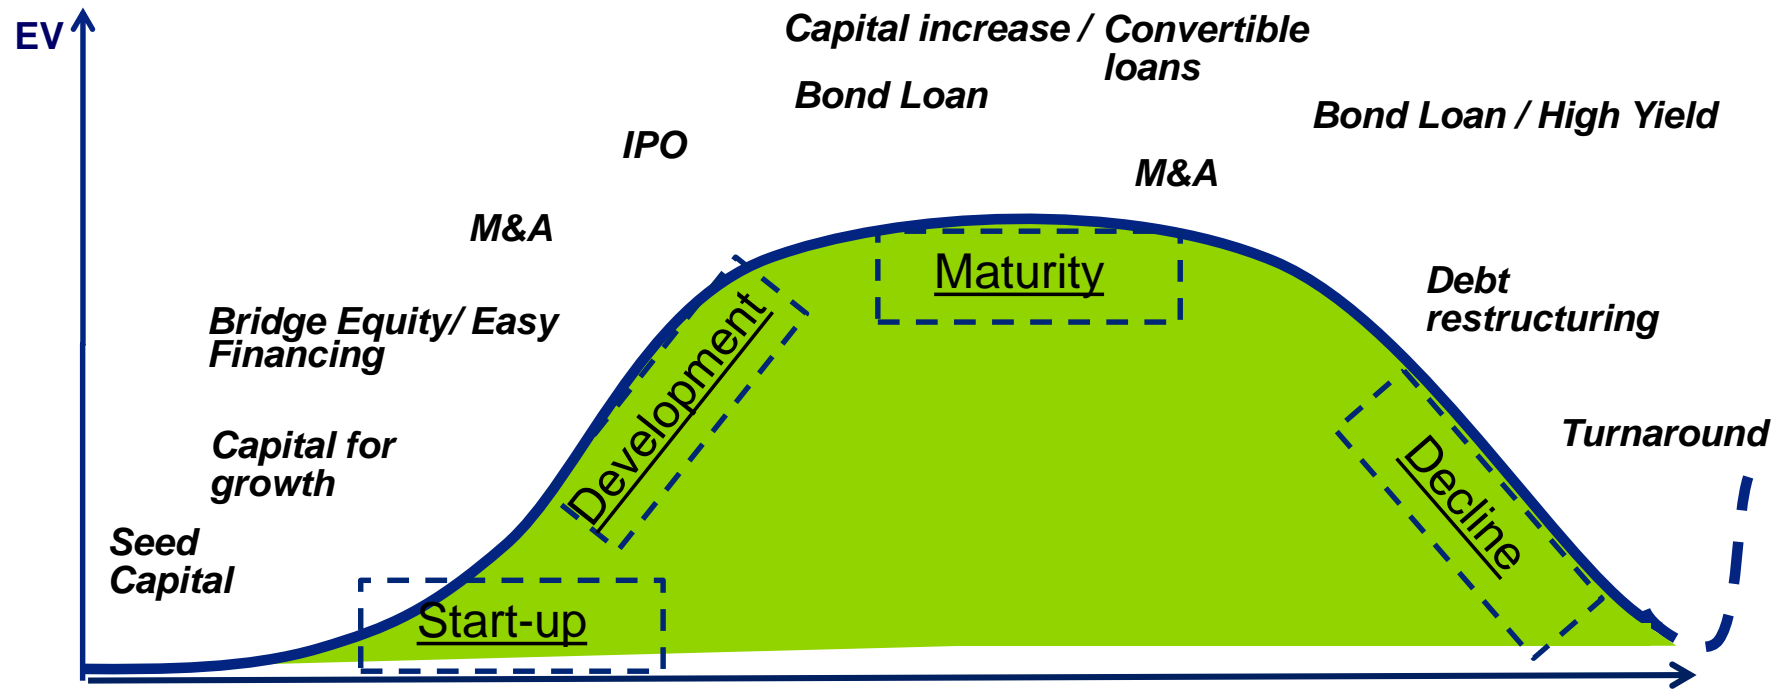 EV
Capital increase / Convertible
loans
Bond Loan
Bond Loan / High Yield
IPO
M&A
M&A
Maturity
Debt
restructuring
Bridge Equity/ Easy
Financing
Development
Capital for
growth
Turnaround
Decline
Seed
Capital
Start-up